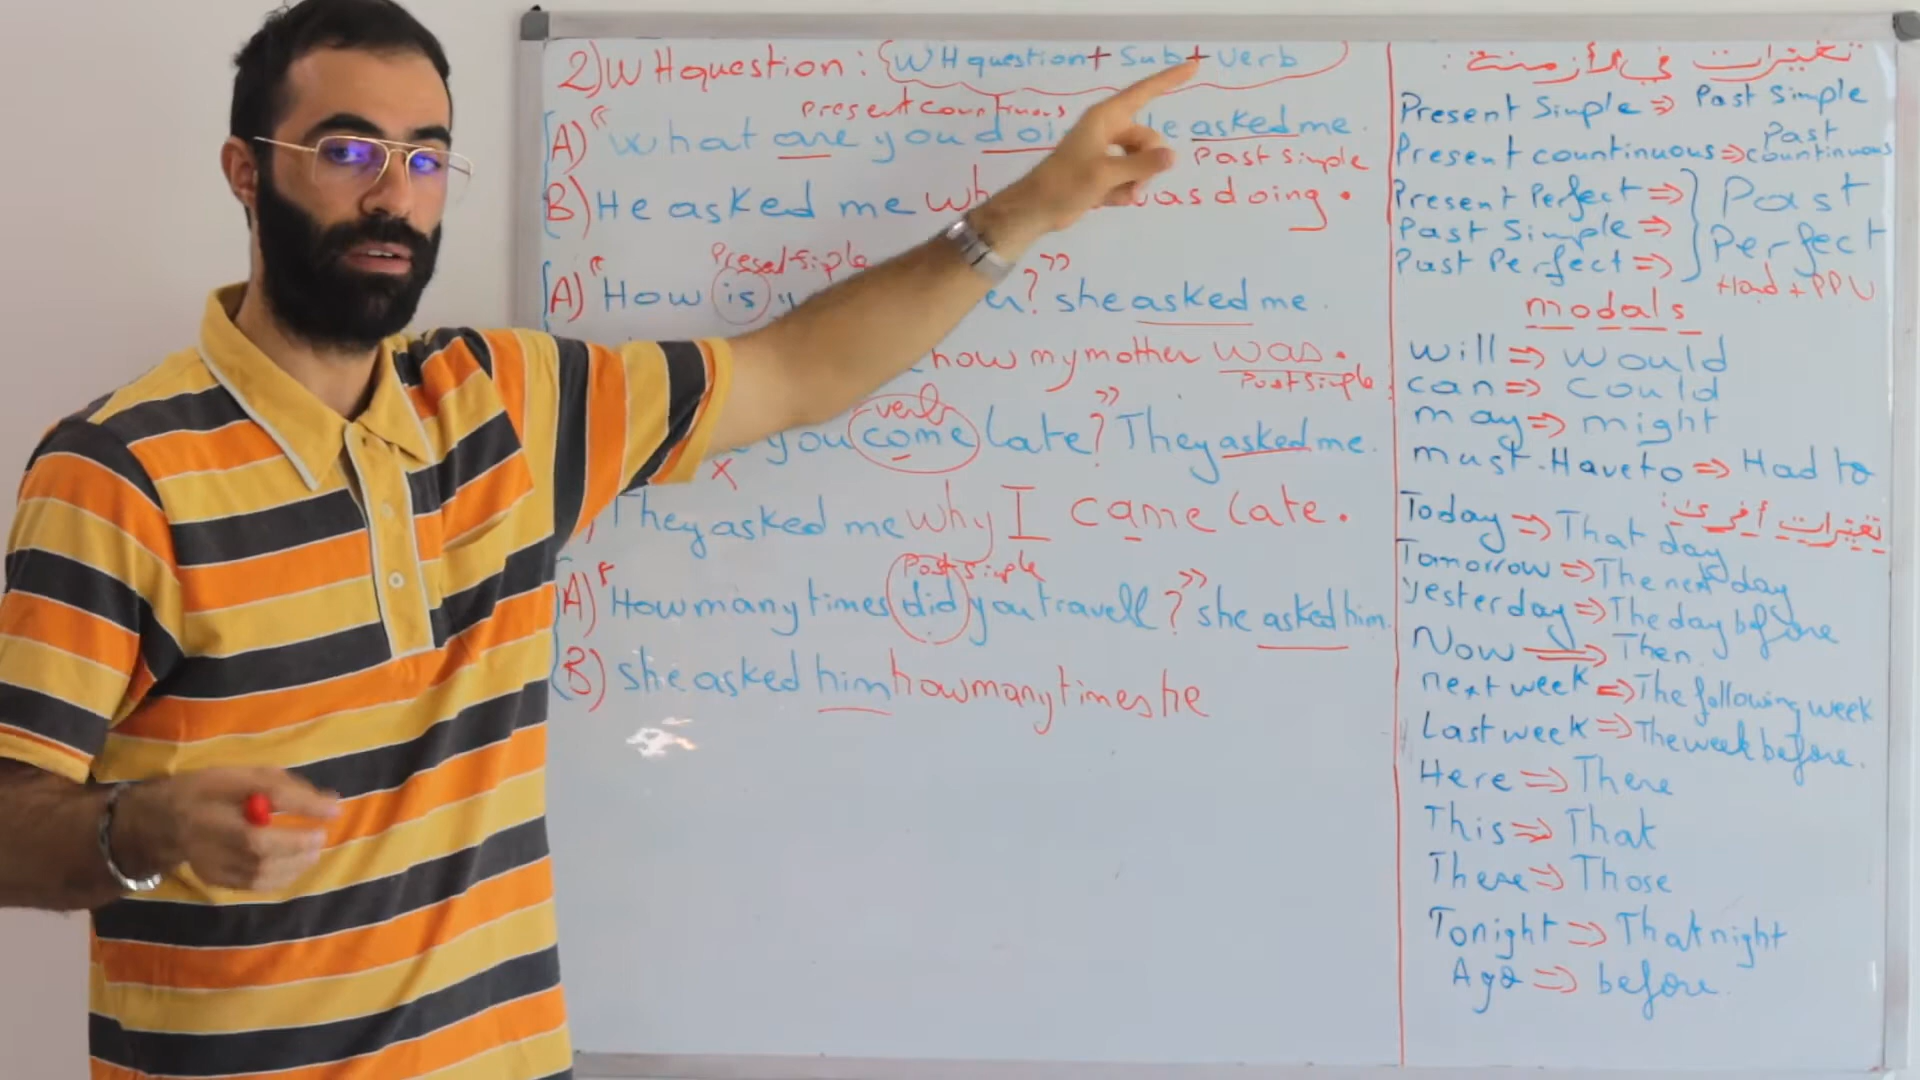 2) WH question : WH question + Sub + Verb
Present countinuous
A) " What are you asked me.
Past Simple
B) He asked me was doing.
A) " How is ? " she asked me.
how my mother was.
Past Simple
verb
you come late ? " They asked me.
X
They asked me why I came late.
Past Simple
A) " How many times did you travell ? " she asked him.
B) she asked him how many times he
تغيرات في الأزمنة :
Present Simple => Past Simple
Present countinuous => Past countinuous
Present Perfect =>
Past Simple =>
Past Perfect =>
Past Perfect
Had + PPV
modals
will => would
can => could
may => might
must . Have to => Had to
تغيرات أخرى :
Today => That day
Tomorrow => The next day
Yesterday => The day before
Now => Then.
next week => The following week
Last week => The week before.
Here => There
This => That
These => Those
Tonight => That night
Ago => before.